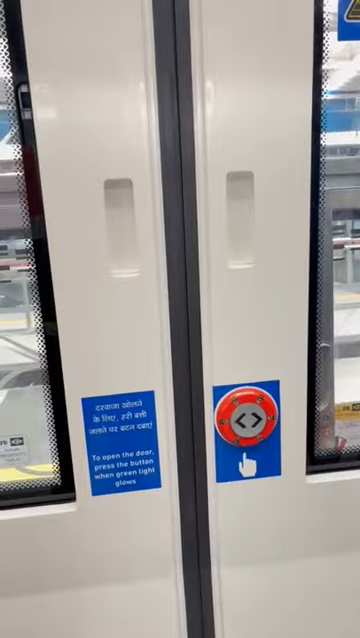 दरवाजा खोलने
के लिए, हरी बत्ती
जलने पर बटन दबाएं
To open the door,
press the button
when green light
glows